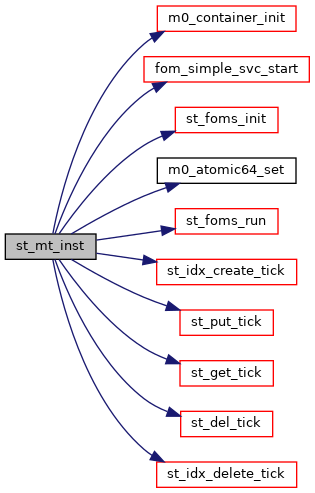 m0_container_init
fom_simple_svc_start
st_foms_init
m0_atomic64_set
st_foms_run
st_mt_inst
st_idx_create_tick
st_put_tick
st_get_tick
st_del_tick
st_idx_delete_tick